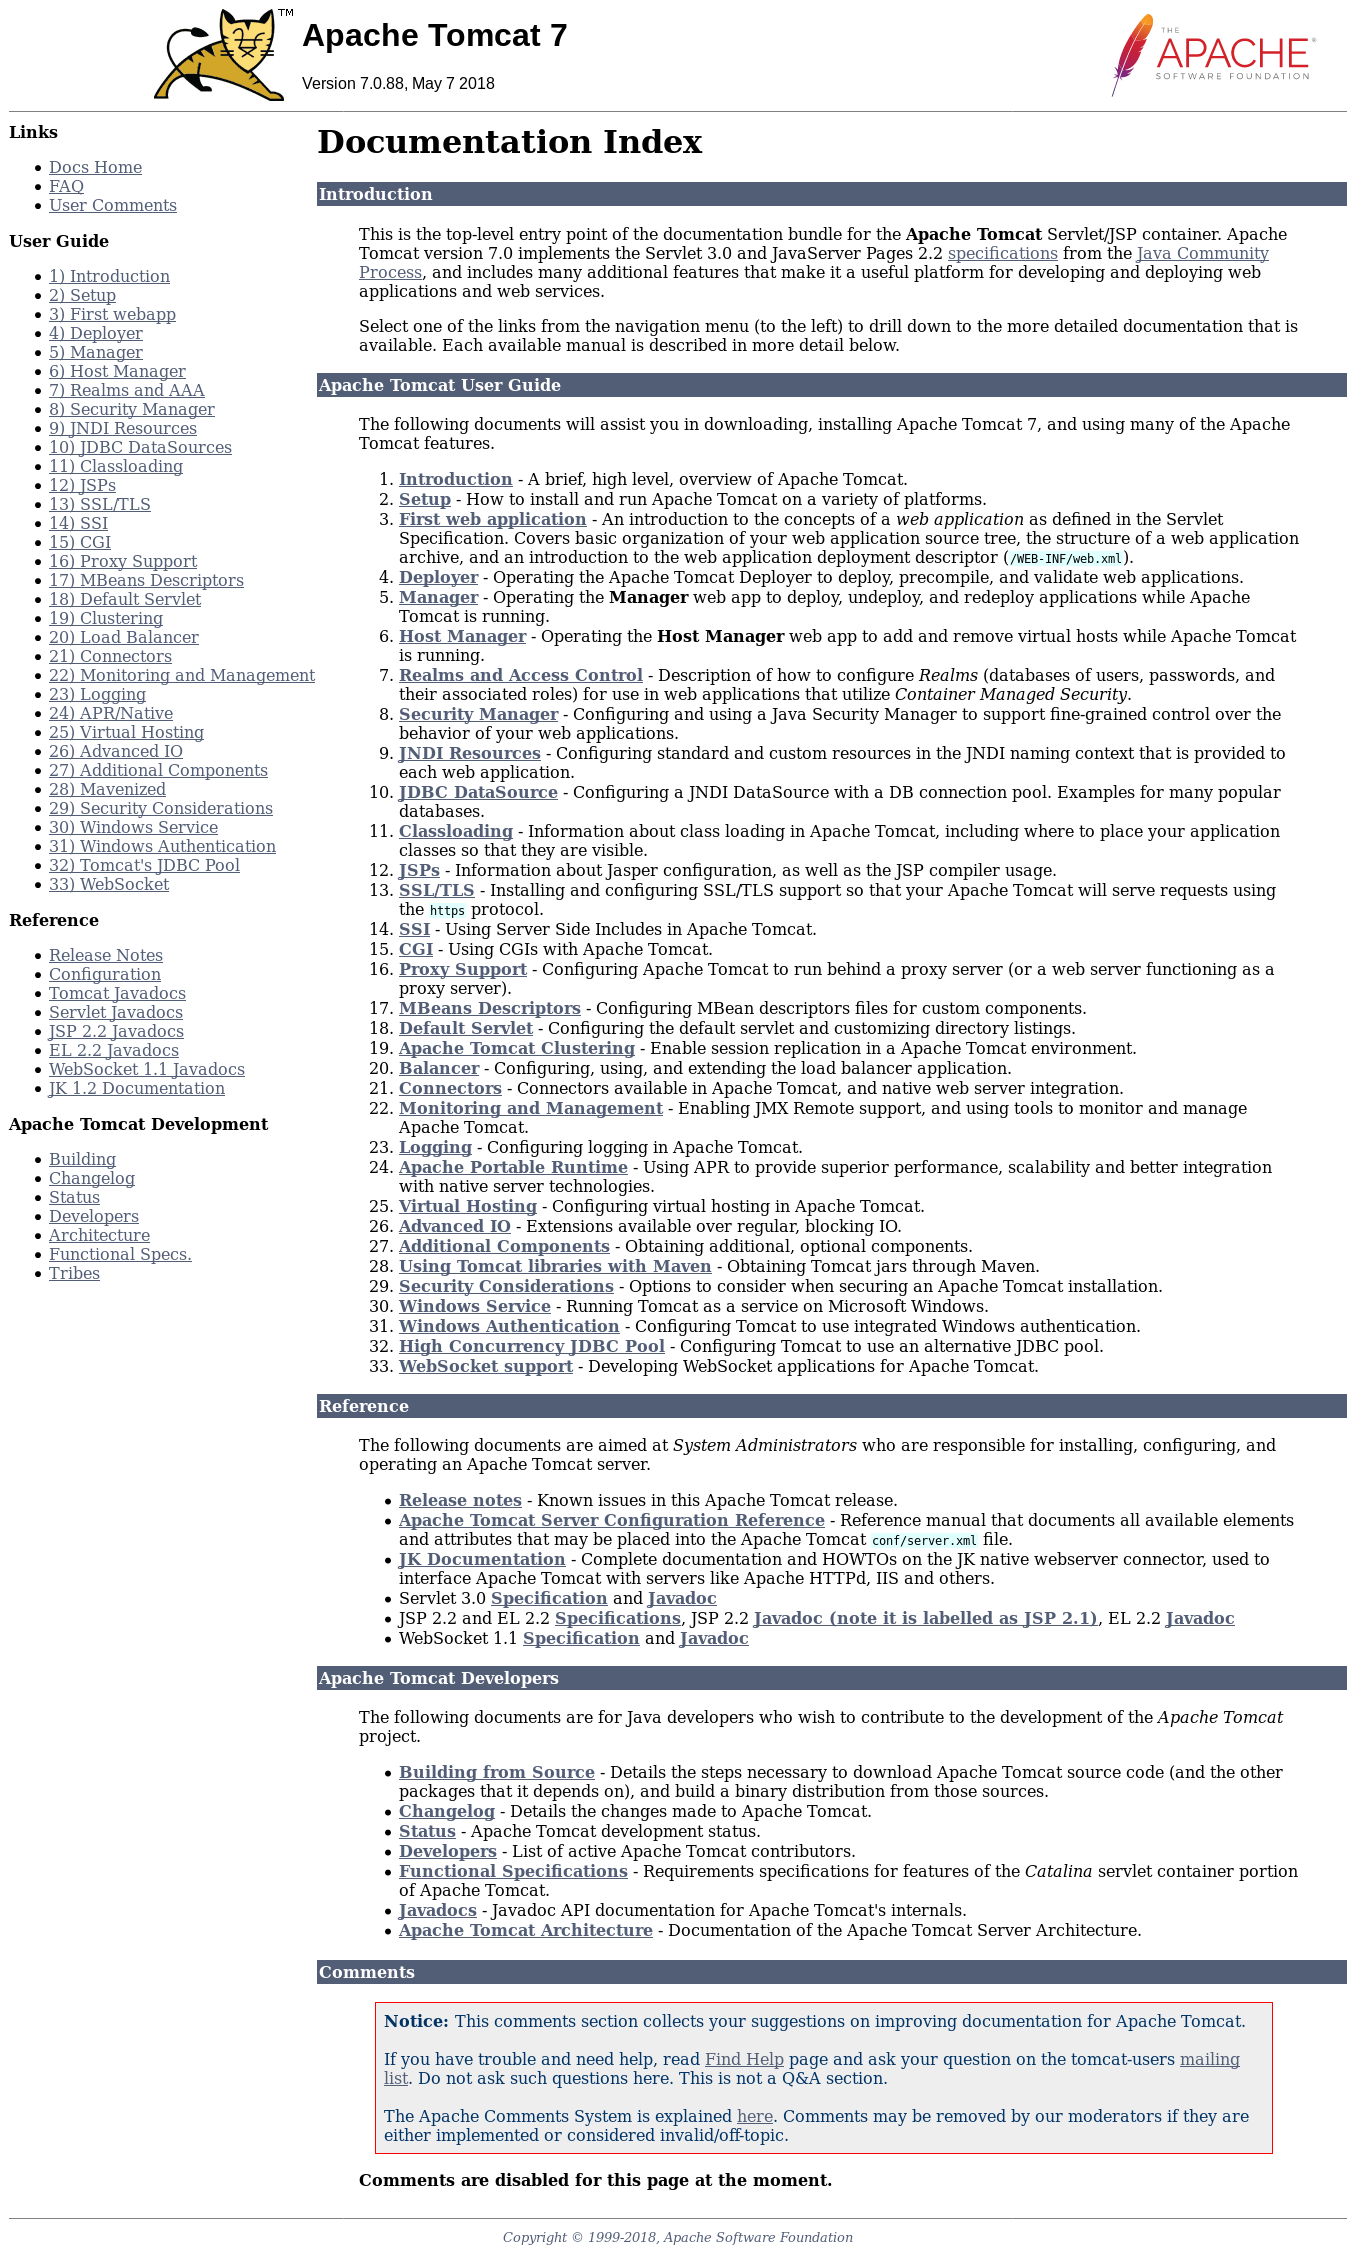 TM
Apache Tomcat 7
Version 7.0.88, May 7 2018
THE
APACHE®
SOFTWARE FOUNDATION
Links
Docs Home
FAQ
User Comments
User Guide
1) Introduction
2) Setup
3) First webapp
4) Deployer
5) Manager
6) Host Manager
7) Realms and AAA
8) Security Manager
9) JNDI Resources
10) JDBC DataSources
11) Classloading
12) JSPs
13) SSL/TLS
14) SSI
15) CGI
16) Proxy Support
17) MBeans Descriptors
18) Default Servlet
19) Clustering
20) Load Balancer
21) Connectors
22) Monitoring and Management
23) Logging
24) APR/Native
25) Virtual Hosting
26) Advanced IO
27) Additional Components
28) Mavenized
29) Security Considerations
30) Windows Service
31) Windows Authentication
32) Tomcat's JDBC Pool
33) WebSocket
Reference
Release Notes
Configuration
Tomcat Javadocs
Servlet Javadocs
JSP 2.2 Javadocs
EL 2.2 Javadocs
WebSocket 1.1 Javadocs
JK 1.2 Documentation
Apache Tomcat Development
Building
Changelog
Status
Developers
Architecture
Functional Specs.
Tribes
Documentation Index
Introduction
This is the top-level entry point of the documentation bundle for the Apache Tomcat Servlet/JSP container. Apache
Tomcat version 7.0 implements the Servlet 3.0 and JavaServer Pages 2.2 specifications from the Java Community
Process, and includes many additional features that make it a useful platform for developing and deploying web
applications and web services.
Select one of the links from the navigation menu (to the left) to drill down to the more detailed documentation that is
available. Each available manual is described in more detail below.
Apache Tomcat User Guide
The following documents will assist you in downloading, installing Apache Tomcat 7, and using many of the Apache
Tomcat features.
1. Introduction - A brief, high level, overview of Apache Tomcat.
2. Setup - How to install and run Apache Tomcat on a variety of platforms.
3. First web application - An introduction to the concepts of a web application as defined in the Servlet
Specification. Covers basic organization of your web application source tree, the structure of a web application
archive, and an introduction to the web application deployment descriptor (/WEB-INF/web.xml).
4. Deployer - Operating the Apache Tomcat Deployer to deploy, precompile, and validate web applications.
5. Manager - Operating the Manager web app to deploy, undeploy, and redeploy applications while Apache
Tomcat is running.
6. Host Manager - Operating the Host Manager web app to add and remove virtual hosts while Apache Tomcat
is running.
7. Realms and Access Control - Description of how to configure Realms (databases of users, passwords, and
their associated roles) for use in web applications that utilize Container Managed Security.
8. Security Manager - Configuring and using a Java Security Manager to support fine-grained control over the
behavior of your web applications.
9. JNDI Resources - Configuring standard and custom resources in the JNDI naming context that is provided to
each web application.
10. JDBC DataSource - Configuring a JNDI DataSource with a DB connection pool. Examples for many popular
databases.
11. Classloading - Information about class loading in Apache Tomcat, including where to place your application
classes so that they are visible.
12. JSPs - Information about Jasper configuration, as well as the JSP compiler usage.
13. SSL/TLS - Installing and configuring SSL/TLS support so that your Apache Tomcat will serve requests using
the https protocol.
14. SSI - Using Server Side Includes in Apache Tomcat.
15. CGI - Using CGIs with Apache Tomcat.
16. Proxy Support - Configuring Apache Tomcat to run behind a proxy server (or a web server functioning as a
proxy server).
17. MBeans Descriptors - Configuring MBean descriptors files for custom components.
18. Default Servlet - Configuring the default servlet and customizing directory listings.
19. Apache Tomcat Clustering - Enable session replication in a Apache Tomcat environment.
20. Balancer - Configuring, using, and extending the load balancer application.
21. Connectors - Connectors available in Apache Tomcat, and native web server integration.
22. Monitoring and Management - Enabling JMX Remote support, and using tools to monitor and manage
Apache Tomcat.
23. Logging - Configuring logging in Apache Tomcat.
24. Apache Portable Runtime - Using APR to provide superior performance, scalability and better integration
with native server technologies.
25. Virtual Hosting - Configuring virtual hosting in Apache Tomcat.
26. Advanced IO - Extensions available over regular, blocking IO.
27. Additional Components - Obtaining additional, optional components.
28. Using Tomcat libraries with Maven - Obtaining Tomcat jars through Maven.
29. Security Considerations - Options to consider when securing an Apache Tomcat installation.
30. Windows Service - Running Tomcat as a service on Microsoft Windows.
31. Windows Authentication - Configuring Tomcat to use integrated Windows authentication.
32. High Concurrency JDBC Pool - Configuring Tomcat to use an alternative JDBC pool.
33. WebSocket support - Developing WebSocket applications for Apache Tomcat.
Reference
The following documents are aimed at System Administrators who are responsible for installing, configuring, and
operating an Apache Tomcat server.
Release notes - Known issues in this Apache Tomcat release.
Apache Tomcat Server Configuration Reference - Reference manual that documents all available elements
and attributes that may be placed into the Apache Tomcat conf/server.xml file.
JK Documentation - Complete documentation and HOWTOs on the JK native webserver connector, used to
interface Apache Tomcat with servers like Apache HTTPd, IIS and others.
Servlet 3.0 Specification and Javadoc
JSP 2.2 and EL 2.2 Specifications, JSP 2.2 Javadoc (note it is labelled as JSP 2.1), EL 2.2 Javadoc
WebSocket 1.1 Specification and Javadoc
Apache Tomcat Developers
The following documents are for Java developers who wish to contribute to the development of the Apache Tomcat
project.
Building from Source - Details the steps necessary to download Apache Tomcat source code (and the other
packages that it depends on), and build a binary distribution from those sources.
Changelog - Details the changes made to Apache Tomcat.
Status - Apache Tomcat development status.
Developers - List of active Apache Tomcat contributors.
Functional Specifications - Requirements specifications for features of the Catalina servlet container portion
of Apache Tomcat.
Javadocs - Javadoc API documentation for Apache Tomcat's internals.
Apache Tomcat Architecture - Documentation of the Apache Tomcat Server Architecture.
Comments
Notice: This comments section collects your suggestions on improving documentation for Apache Tomcat.
If you have trouble and need help, read Find Help page and ask your question on the tomcat-users mailing
list. Do not ask such questions here. This is not a Q&A section.
The Apache Comments System is explained here. Comments may be removed by our moderators if they are
either implemented or considered invalid/off-topic.
Comments are disabled for this page at the moment.
Copyright © 1999-2018, Apache Software Foundation